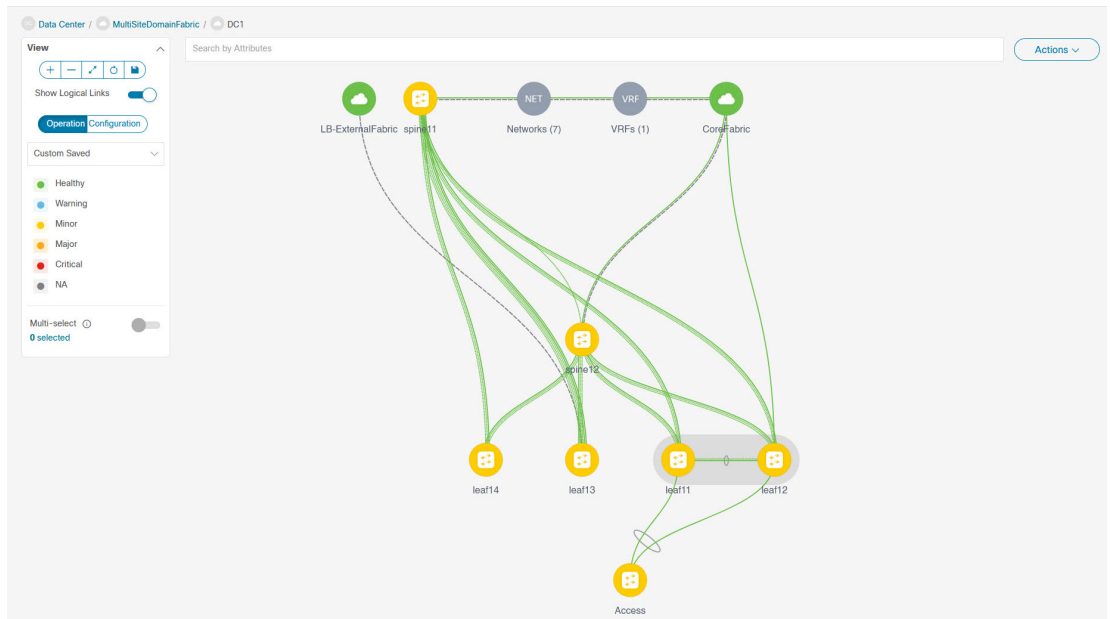 Data Center / MultiSiteDomainFabric / DC1
View
Search by Attributes
Actions
Show Logical Links
Operation Configuration
Custom Saved
Healthy
Warning
Minor
Major
Critical
NA
Multi-select
0 selected
NET
VRF
LB-ExternalFabric spine11 Networks (7) VRFs (1) CoreFabric
spine12
leaf14 leaf13 leaf11 leaf12
Access